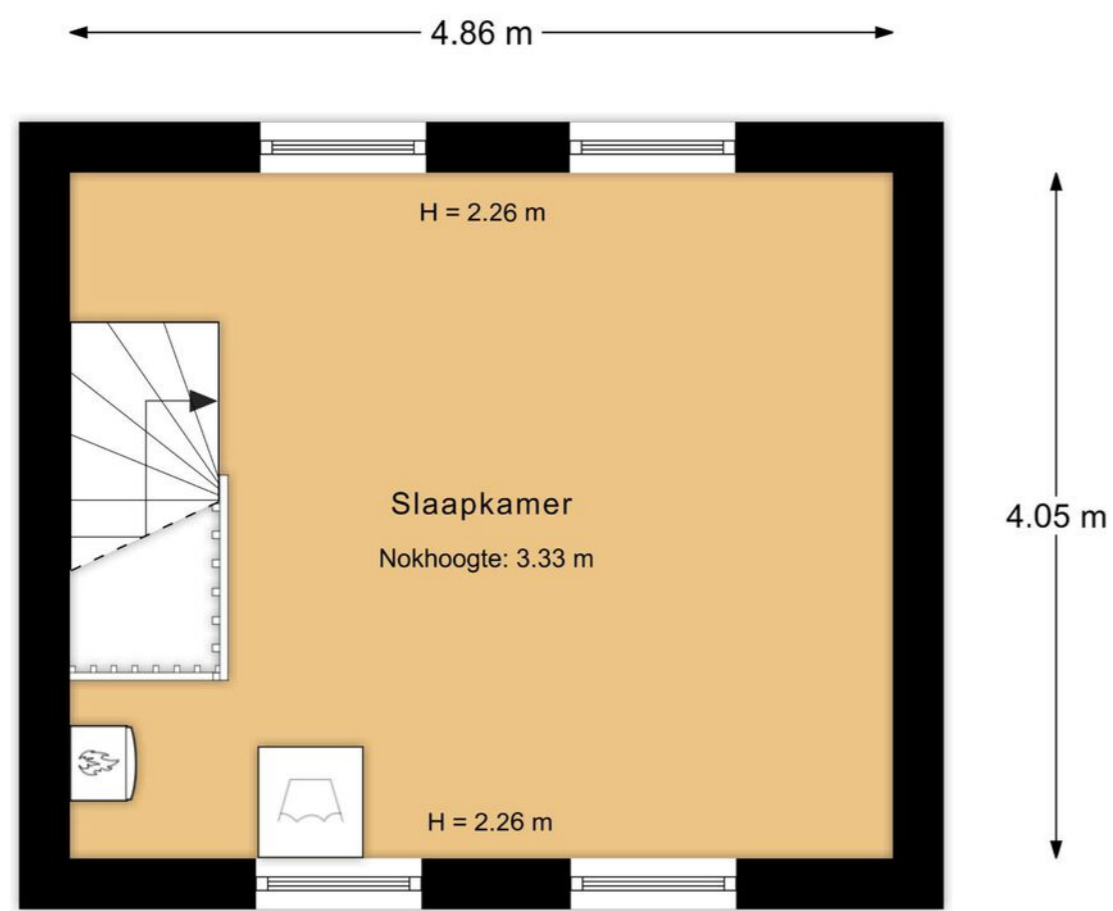 4.86 m
H = 2.26 m
Slaapkamer
4.05 m
Nokhoogte: 3.33 m
H = 2.26 m